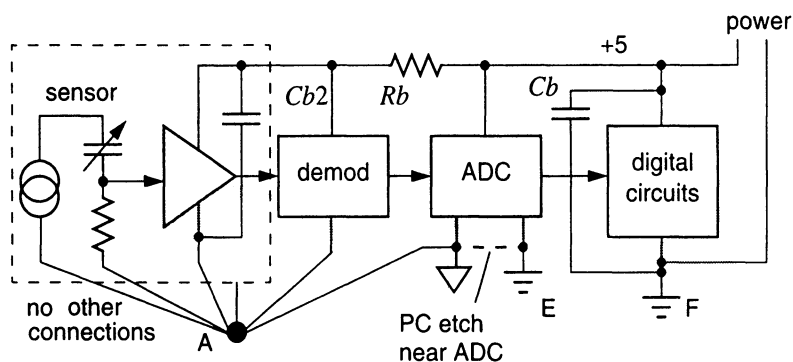 power
+5
sensor
Cb2
Rb
Cb
demod
ADC
digital
circuits
no other
connections
A
PC etch
near ADC
E
F